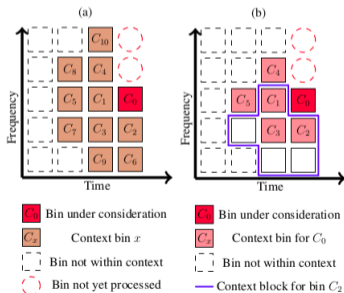 (a)
(b)
Frequency
C10
C8 C4
C5 C1 C0
C7 C3 C2
C9 C6
Time
Frequency
C4
C5 C1 C0
C3 C2
Time
C0 Bin under consideration
Cx Context bin x
Bin not within context
Bin not yet processed
C0 Bin under consideration
Cx Context bin for C0
Bin not within context
Context block for bin C2